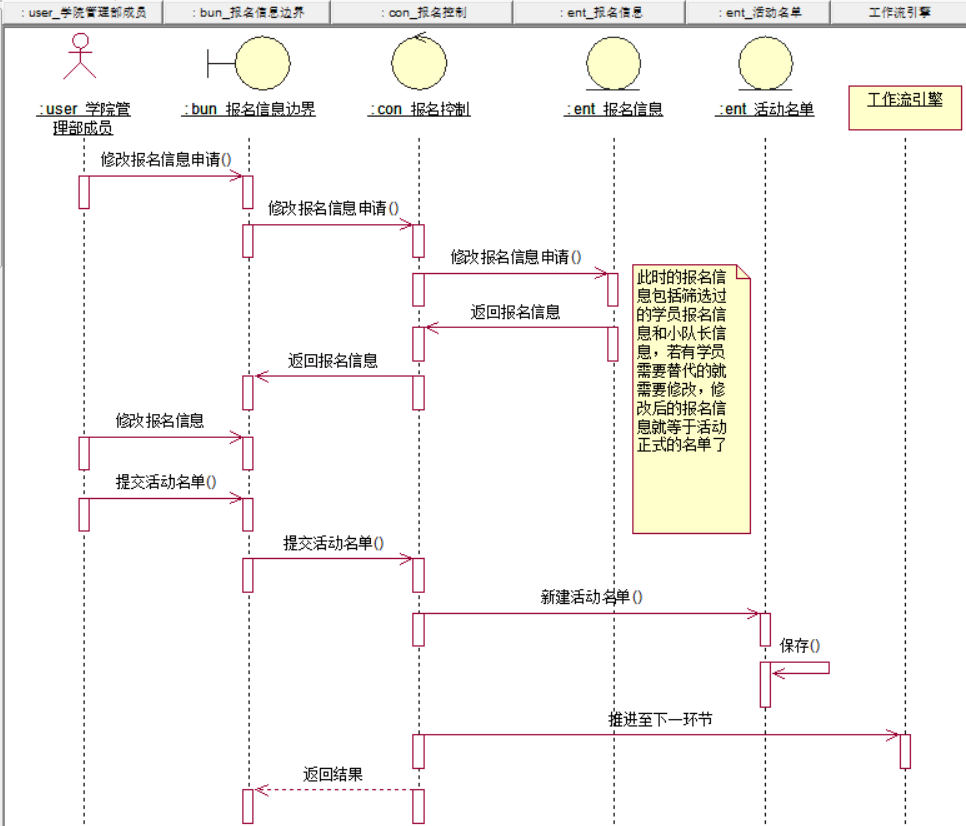 : user_学院管理部成员
: bun_报名信息边界
: con_报名控制
: ent_报名信息
: ent_活动名单
工作流引擎
: user_学院管
理部成员
: bun_报名信息边界
: con_报名控制
: ent_报名信息
: ent_活动名单
工作流引擎
修改报名信息申请()
修改报名信息申请()
修改报名信息申请()
此时的报名信
息包括筛选过
的学员报名信
息和小队长信
息，若有学员
需要替代的就
需要修改，修
改后的报名信
息就等于活动
正式的名单了
返回报名信息
返回报名信息
修改报名信息
提交活动名单()
提交活动名单()
新建活动名单()
保存()
推进至下一环节
返回结果